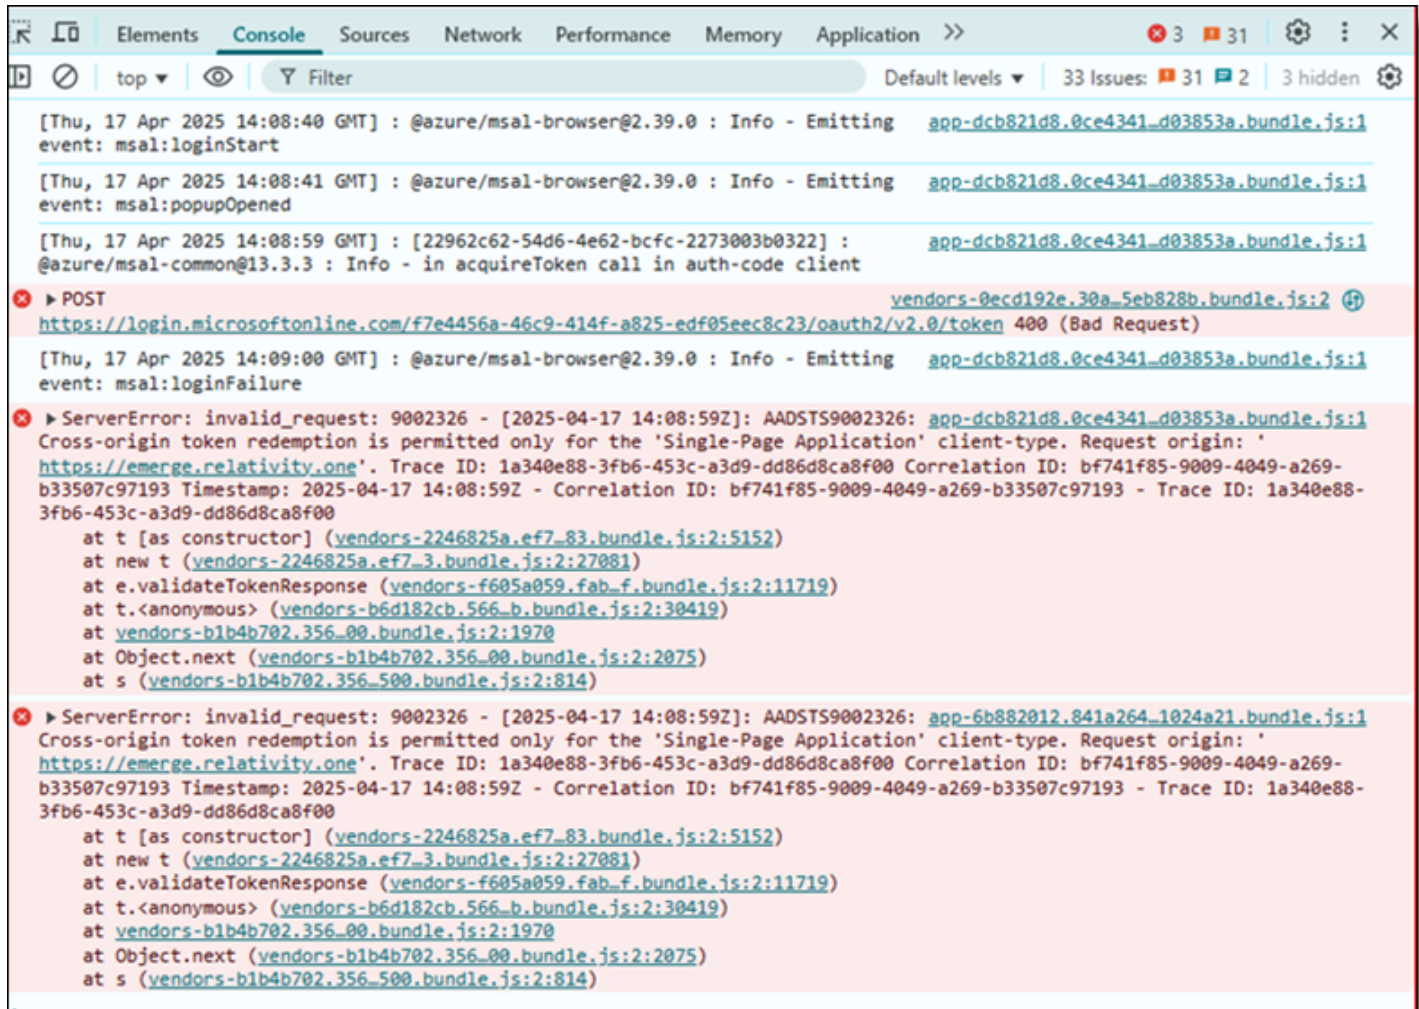 Elements Console Sources Network Performance Memory Application >> 3 31
top Filter Default levels 33 Issues: 31 2 3 hidden
[Thu, 17 Apr 2025 14:08:40 GMT] : @azure/msal-browser@2.39.0 : Info - Emitting app-dcb821d8.0ce4341…d03853a.bundle.js:1
event: msal:loginStart
[Thu, 17 Apr 2025 14:08:41 GMT] : @azure/msal-browser@2.39.0 : Info - Emitting app-dcb821d8.0ce4341…d03853a.bundle.js:1
event: msal:popupOpened
[Thu, 17 Apr 2025 14:08:59 GMT] : [22962c62-54d6-4e62-bcfc-2273003b0322] : app-dcb821d8.0ce4341…d03853a.bundle.js:1
@azure/msal-common@13.3.3 : Info - in acquireToken call in auth-code client
POST vendors-0ecd192e.30a…5eb828b.bundle.js:2
https://login.microsoftonline.com/f7e4456a-46c9-414f-a825-edf05eec8c23/oauth2/v2.0/token 400 (Bad Request)
[Thu, 17 Apr 2025 14:09:00 GMT] : @azure/msal-browser@2.39.0 : Info - Emitting app-dcb821d8.0ce4341…d03853a.bundle.js:1
event: msal:loginFailure
ServerError: invalid_request: 9002326 - [2025-04-17 14:08:59Z]: AADSTS9002326: app-dcb821d8.0ce4341…d03853a.bundle.js:1
Cross-origin token redemption is permitted only for the 'Single-Page Application' client-type. Request origin: '
https://emerge.relativity.one'. Trace ID: 1a340e88-3fb6-453c-a3d9-dd86d8ca8f00 Correlation ID: bf741f85-9009-4049-a269-
b33507c97193 Timestamp: 2025-04-17 14:08:59Z - Correlation ID: bf741f85-9009-4049-a269-b33507c97193 - Trace ID: 1a340e88-
3fb6-453c-a3d9-dd86d8ca8f00
at t [as constructor] (vendors-2246825a.ef7…83.bundle.js:2:5152)
at new t (vendors-2246825a.ef7…3.bundle.js:2:27081)
at e.validateTokenResponse (vendors-f605a059.fab…f.bundle.js:2:11719)
at t.<anonymous> (vendors-b6d182cb.566…b.bundle.js:2:30419)
at vendors-b1b4b702.356…00.bundle.js:2:1970
at Object.next (vendors-b1b4b702.356…00.bundle.js:2:2075)
at s (vendors-b1b4b702.356…500.bundle.js:2:814)
ServerError: invalid_request: 9002326 - [2025-04-17 14:08:59Z]: AADSTS9002326: app-6b882012.841a264…1024a21.bundle.js:1
Cross-origin token redemption is permitted only for the 'Single-Page Application' client-type. Request origin: '
https://emerge.relativity.one'. Trace ID: 1a340e88-3fb6-453c-a3d9-dd86d8ca8f00 Correlation ID: bf741f85-9009-4049-a269-
b33507c97193 Timestamp: 2025-04-17 14:08:59Z - Correlation ID: bf741f85-9009-4049-a269-b33507c97193 - Trace ID: 1a340e88-
3fb6-453c-a3d9-dd86d8ca8f00
at t [as constructor] (vendors-2246825a.ef7…83.bundle.js:2:5152)
at new t (vendors-2246825a.ef7…3.bundle.js:2:27081)
at e.validateTokenResponse (vendors-f605a059.fab…f.bundle.js:2:11719)
at t.<anonymous> (vendors-b6d182cb.566…b.bundle.js:2:30419)
at vendors-b1b4b702.356…00.bundle.js:2:1970
at Object.next (vendors-b1b4b702.356…00.bundle.js:2:2075)
at s (vendors-b1b4b702.356…500.bundle.js:2:814)